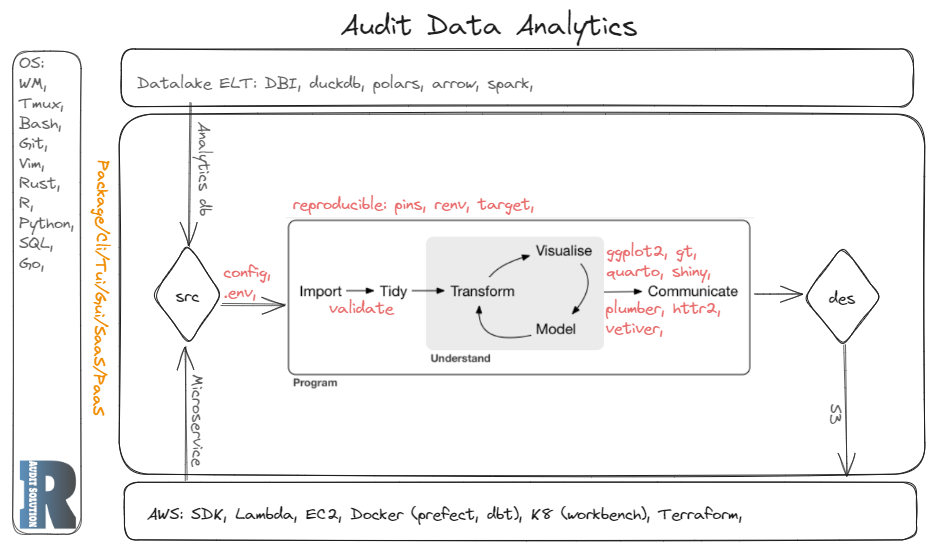 Audit Data Analytics
OS:
WM,
Tmux,
Bash,
Git,
Vim,
Rust,
R,
Python,
SQL,
Go,
AUDIT SOLUTION
R
Package/Cli/Tui/Gui/SaaS/PaaS
Datalake ELT: DBI, duckdb, polars, arrow, spark,
Analytics db
src
Microservice
config,
.env,
reproducible: pins, renv, target,
Import
Tidy
validate
Transform
Visualise
Model
Understand
Program
ggplot2, gt,
quarto, shiny,
Communicate
plumber, httr2,
vetiver,
des
S3
AWS: SDK, Lambda, EC2, Docker (prefect, dbt), K8 (workbench), Terraform,